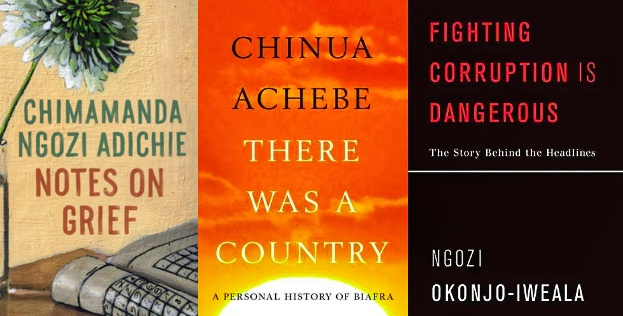 CHIMAMANDA
NGOZI ADICHIE
NOTES ON
GRIEF
CHINUA
ACHEBE
THERE
WAS A
COUNTRY
A PERSONAL HISTORY OF BIAFRA
FIGHTING
CORRUPTION IS
DANGEROUS
The Story Behind the Headlines
NGOZI
OKONJO-IWEALA